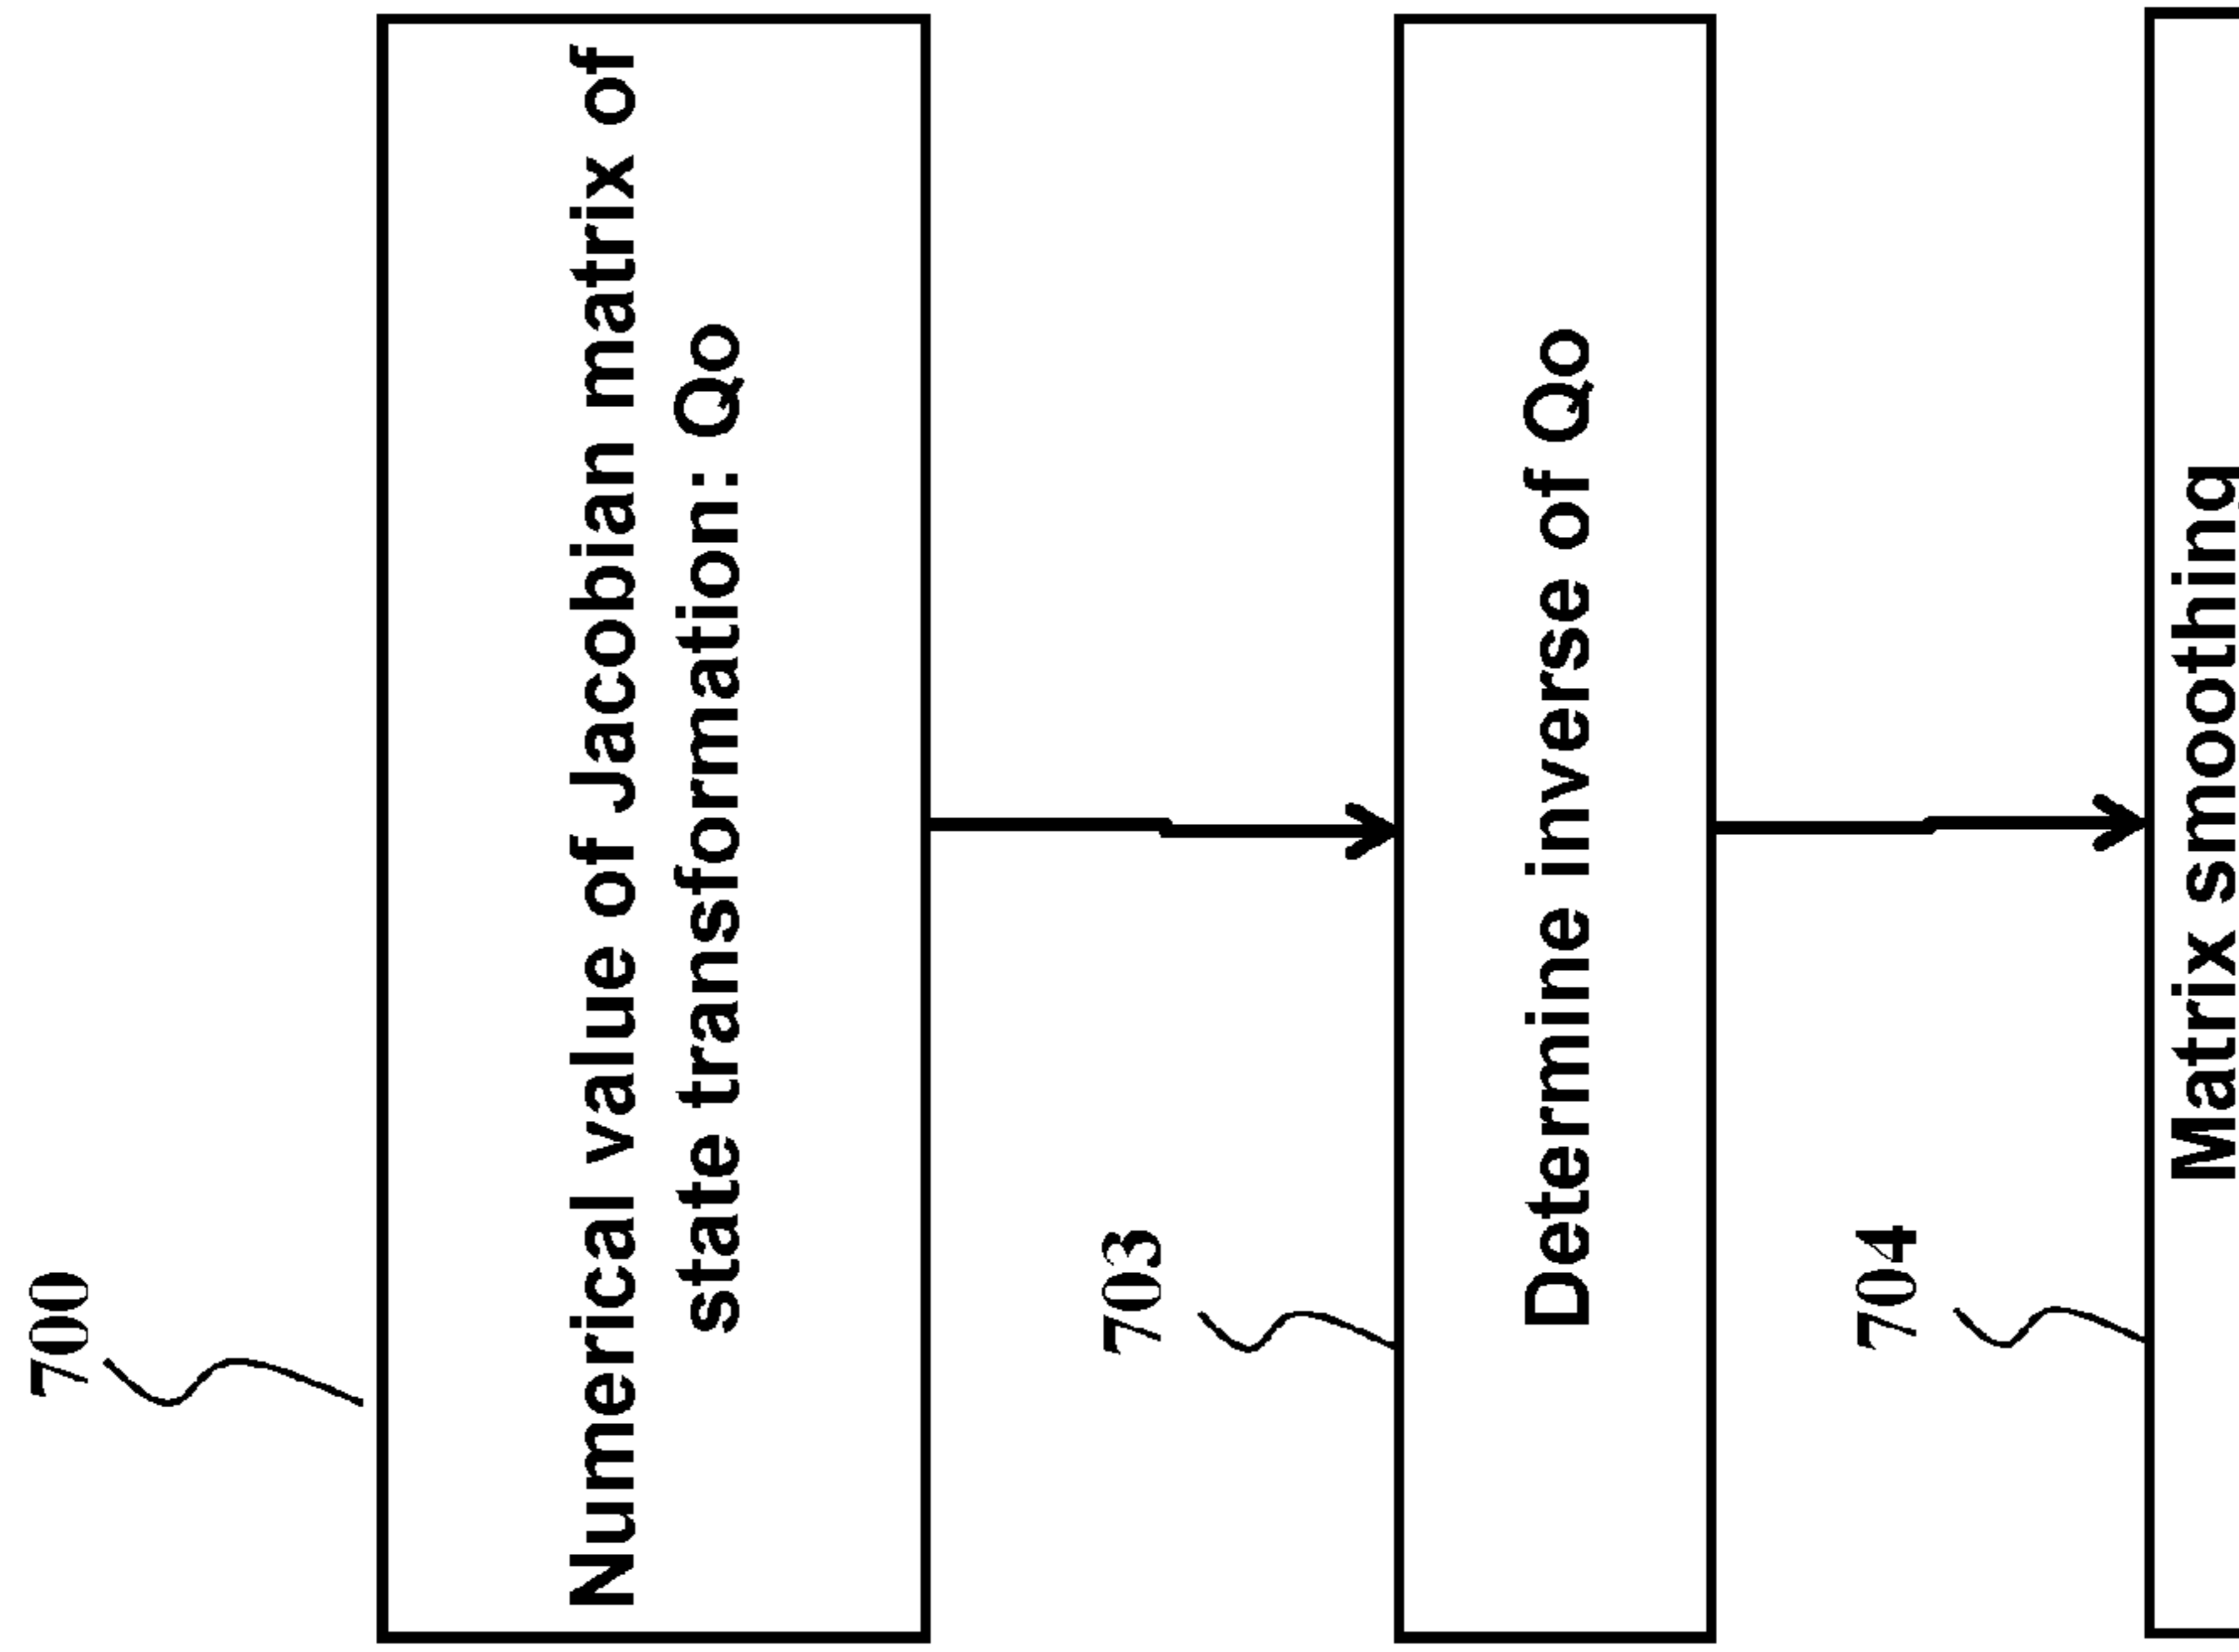 700
Numerical value of Jacobian matrix of
state transformation: Qo
703
Determine inverse of Qo
704
Matrix smoothing